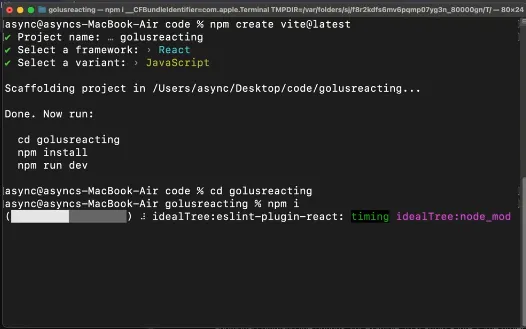 golusreacting — npm i __CFBundleIdentifier=com.apple.Terminal TMPDIR=/var/folders/sj/f8r2kdfs6mv6pqmp07yg3n_80000gn/T/ — 80×24
async@asyncs-MacBook-Air code % npm create vite@latest
✔ Project name: … golusreacting
✔ Select a framework: › React
✔ Select a variant: › JavaScript
Scaffolding project in /Users/async/Desktop/code/golusreacting...
Done. Now run:
cd golusreacting
npm install
npm run dev
async@asyncs-MacBook-Air code % cd golusreacting
async@asyncs-MacBook-Air golusreacting % npm i
() ⠼ idealTree:eslint-plugin-react: timing idealTree:node_mod